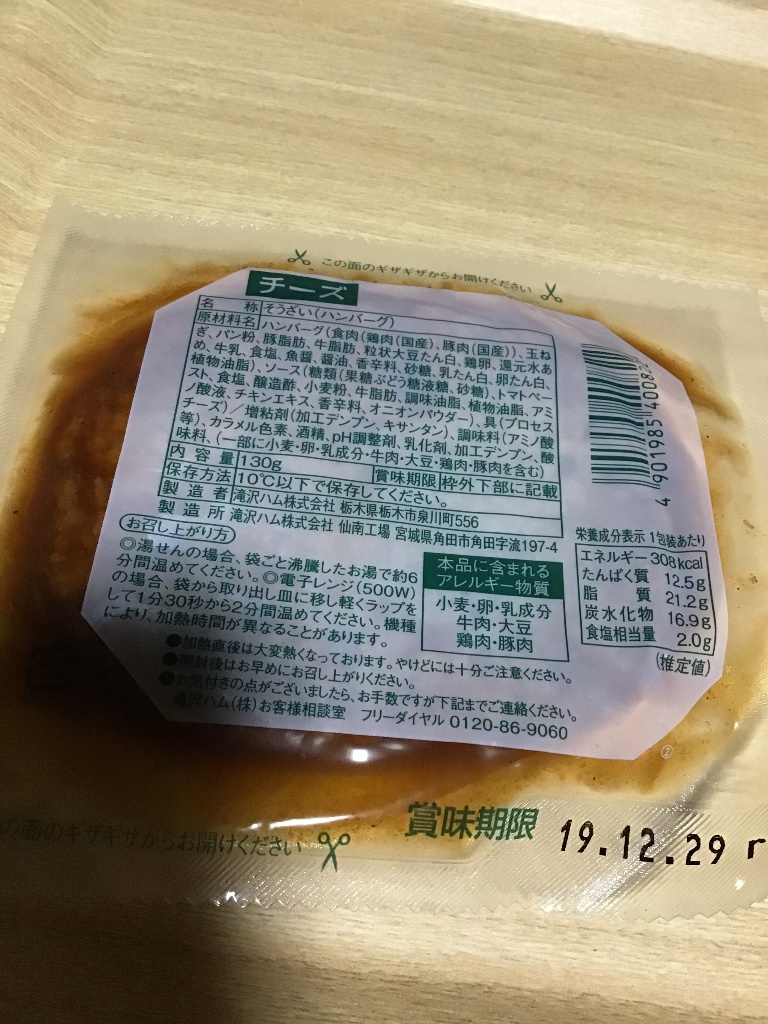 この面のギザギザからお開けください
チーズ
名 称 そうざい(ハンバーグ)
原材料名 ハンバーグ(食肉(鶏肉(国産)、豚肉(国産))、玉ね
ぎ、パン粉、豚脂肪、牛脂肪、粒状大豆たん白、鶏卵、還元水あ
め、牛乳、食塩、魚醤、醤油、香辛料、砂糖、乳たん白、卵たん白、
植物油脂)、ソース(糖類(果糖ぶどう糖液糖、砂糖)、トマトペー
スト、食塩、醸造酢、小麦粉、牛脂肪、調味油脂、植物油脂、アミ
ノ酸液、チキンエキス、香辛料、オニオンパウダー)、具(プロセス
チーズ)/増粘剤(加工デンプン、キサンタン)、調味料(アミノ酸
等)、カラメル色素、酒精、pH調整剤、乳化剤、加工デンプン、酸
味料、(一部に小麦・卵・乳成分・牛肉・大豆・鶏肉・豚肉を含む)
内容量 130g 賞味期限 枠外下部に記載
保存方法 10℃以下で保存してください。
製造者 滝沢ハム株式会社 栃木県栃木市泉川町556
製造所 滝沢ハム株式会社 仙南工場 宮城県角田市角田字流197-4
お召し上がり方
◎湯せんの場合、袋ごと沸騰したお湯で約6
分間温めてください。◎電子レンジ(500W)
の場合、袋から取り出し皿に移し軽くラップを
して1分30秒から2分間温めてください。機種
により、加熱時間が異なることがあります。
本品に含まれる
アレルギー物質
小麦・卵・乳成分
牛肉・大豆
鶏肉・豚肉
栄養成分表示 1包装あたり
エネルギー 308kcal
たんぱく質 12.5g
脂 質 21.2g
炭水化物 16.9g
食塩相当量 2.0g
(推定値)
●加熱直後は大変熱くなっております。やけどには十分ご注意ください。
●開封後はお早めにお召し上がりください。
●お気付きの点がございましたら、お手数ですが下記までご連絡ください。
滝沢ハム(株)お客様相談室 フリーダイヤル 0120-86-9060
②
4 901985 40082
賞味期限 19.12.29 r
の面のギザギザからお開けください